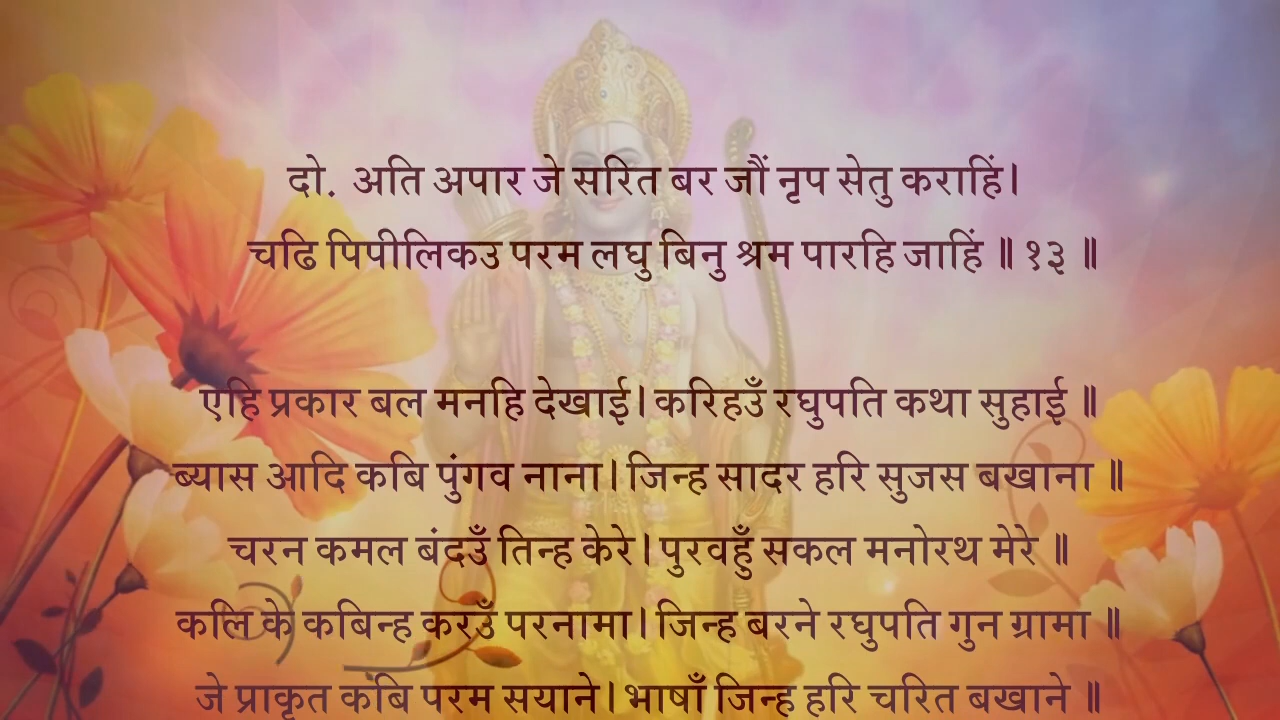 दो. अति अपार जे सरित बर जौं नृप सेतु कराहिं।
चढि पिपीलिकउ परम लघु बिनु श्रम पारहि जाहिं ॥ १३ ॥
एहि प्रकार बल मनहि देखाई। करिहउँ रघुपति कथा सुहाई ॥
ब्यास आदि कबि पुंगव नाना। जिन्ह सादर हरि सुजस बखाना ॥
चरन कमल बंदउँ तिन्ह केरे। पुरवहुँ सकल मनोरथ मेरे ॥
कलि के कबिन्ह करउँ परनामा। जिन्ह बरने रघुपति गुन ग्रामा ॥
जे प्राकृत कबि परम सयाने। भाषाँ जिन्ह हरि चरित बखाने ॥